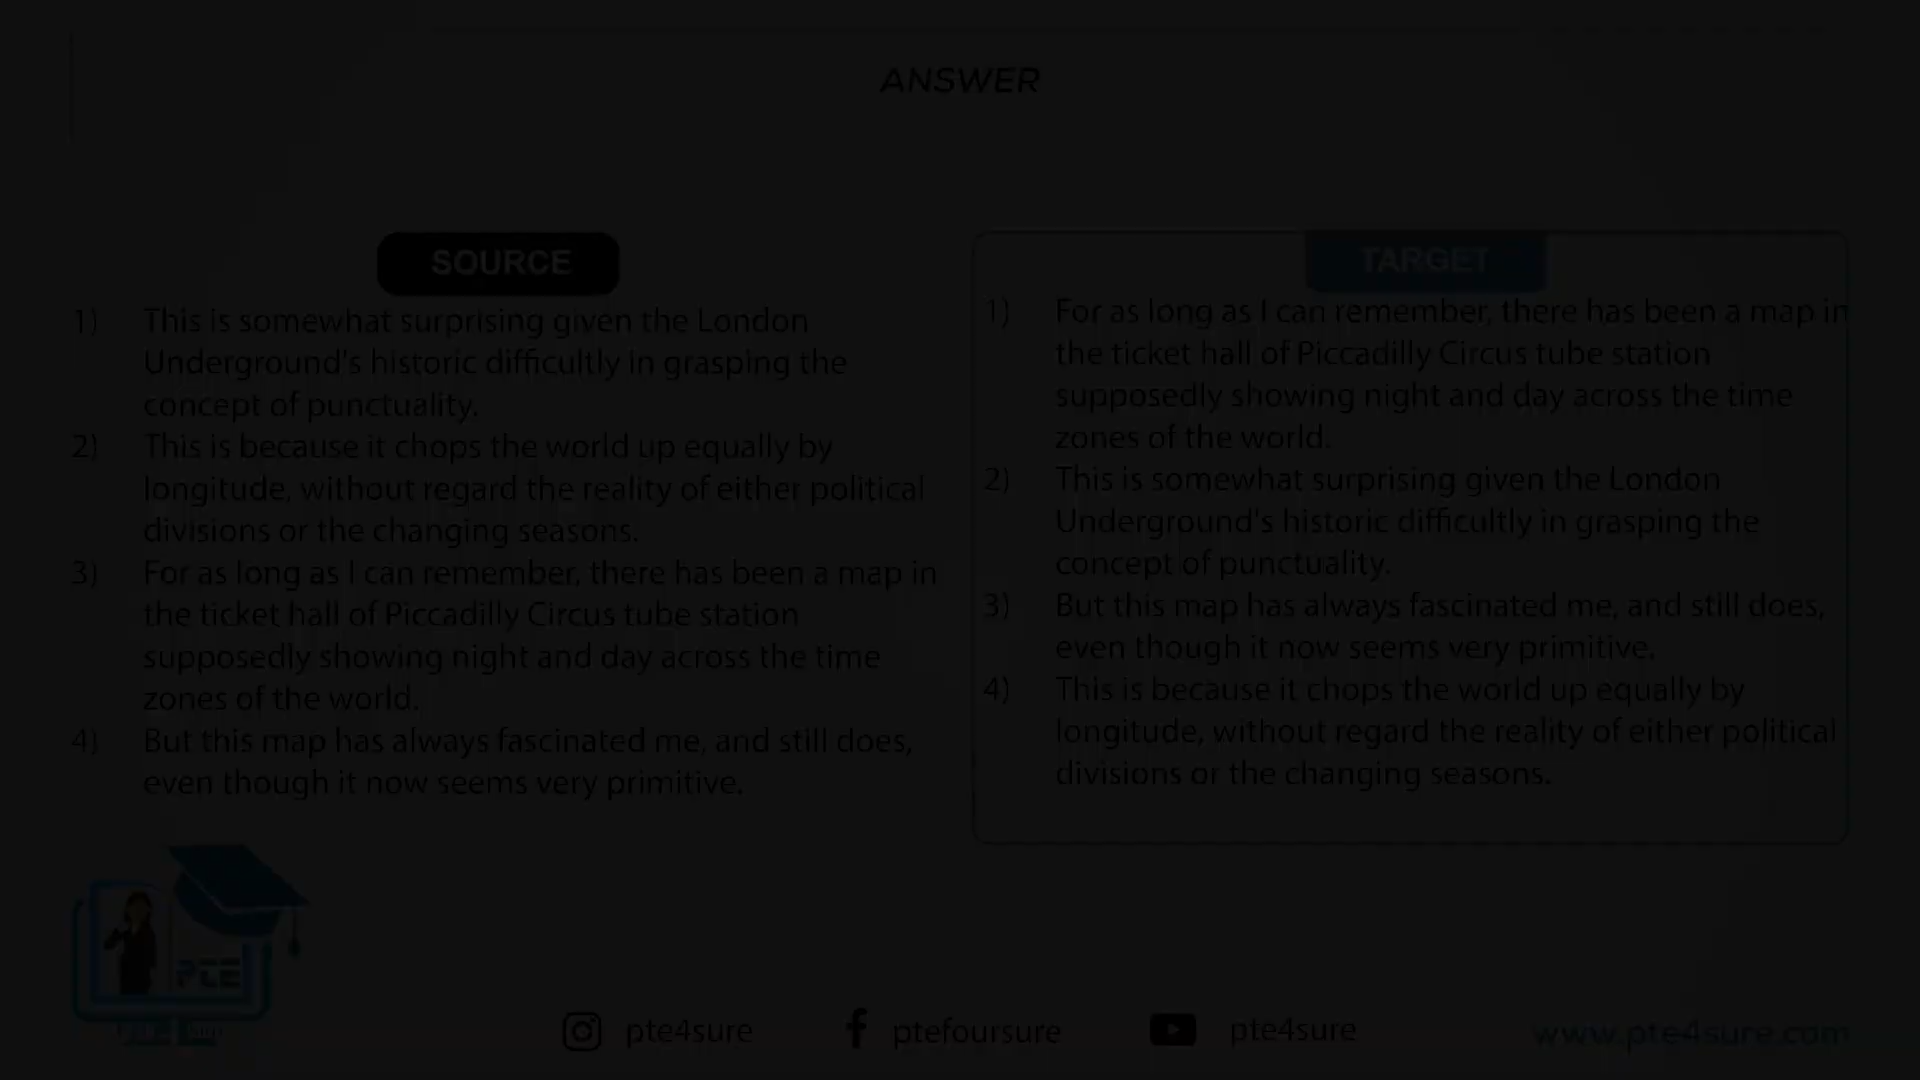 ANSWER
SOURCE
1) This is somewhat surprising given the London
Underground's historic difficultly in grasping the
concept of punctuality.
2) This is because it chops the world up equally by
longitude, without regard the reality of either political
divisions or the changing seasons.
3) For as long as I can remember, there has been a map in
the ticket hall of Piccadilly Circus tube station
supposedly showing night and day across the time
zones of the world.
4) But this map has always fascinated me, and still does,
even though it now seems very primitive.
TARGET
1) For as long as I can remember, there has been a map in
the ticket hall of Piccadilly Circus tube station
supposedly showing night and day across the time
zones of the world.
2) This is somewhat surprising given the London
Underground's historic difficultly in grasping the
concept of punctuality.
3) But this map has always fascinated me, and still does,
even though it now seems very primitive.
4) This is because it chops the world up equally by
longitude, without regard the reality of either political
divisions or the changing seasons.
PTE
pte4sure
ptefoursure
pte4sure
www.pte4sure.com